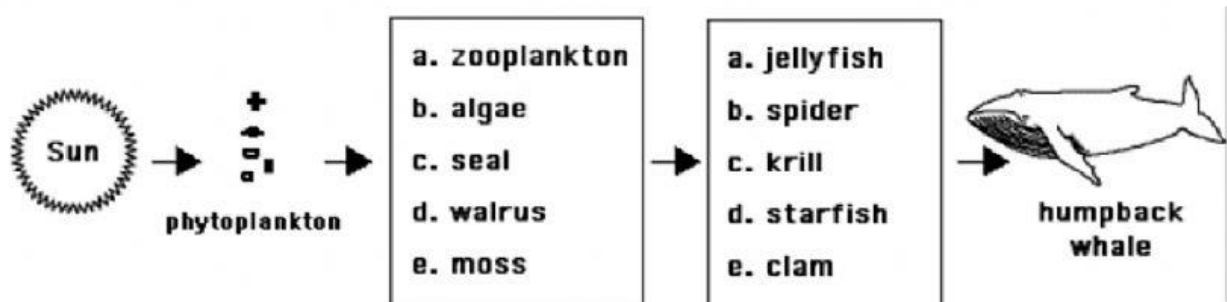 Sun
phytoplankton
a. zooplankton
b. algae
c. seal
d. walrus
e. moss
a. jellyfish
b. spider
c. krill
d. starfish
e. clam
humpback
whale